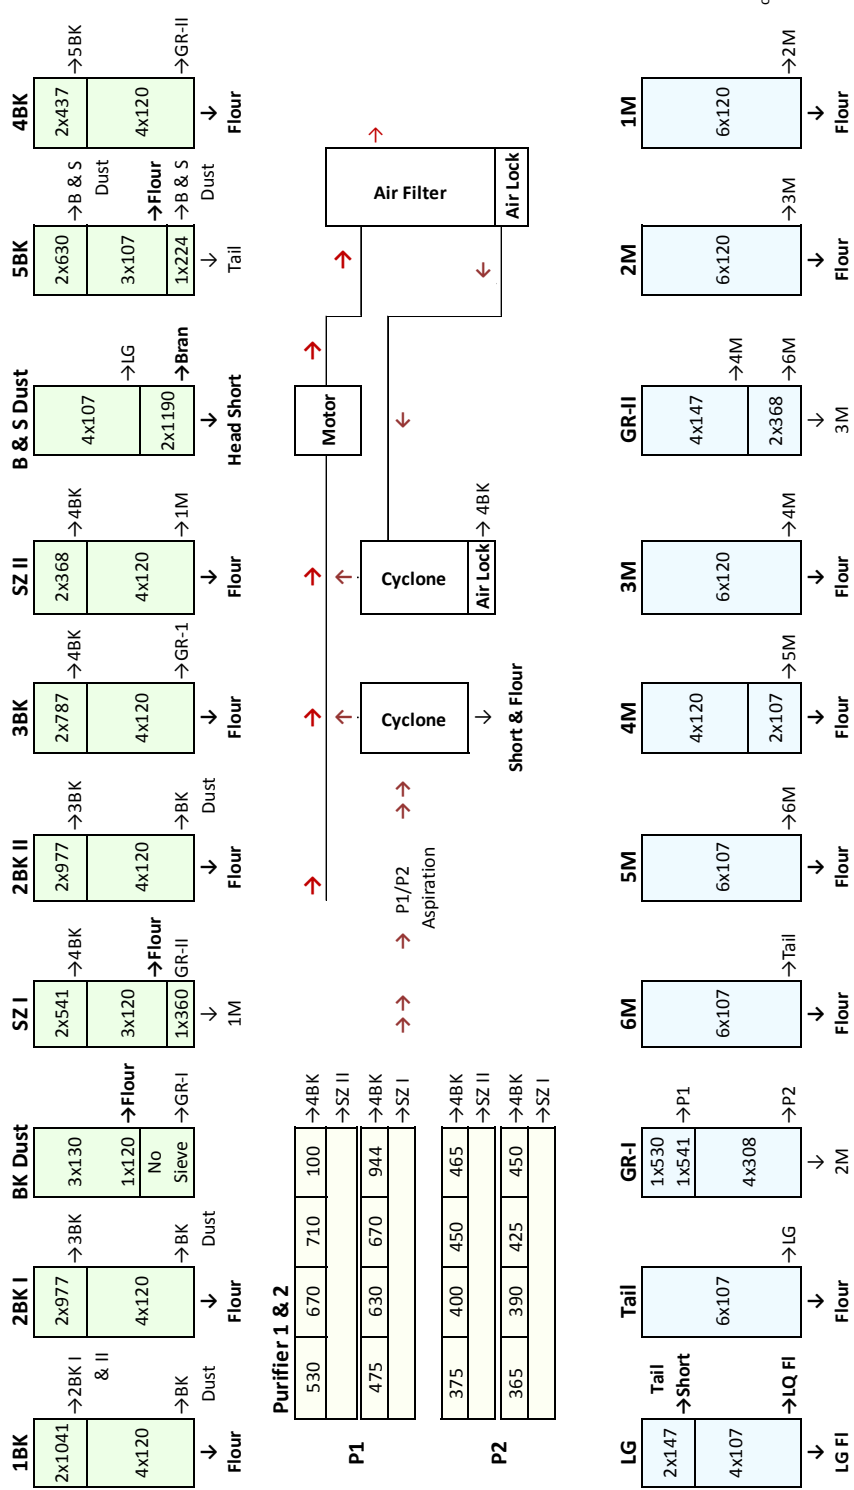 1BK
2x1041
→2BK I
& II
4x120
→BK
Dust
↓
Flour
2BK I
2x977
→3BK
4x120
→BK
Dust
↓
Flour
BK Dust
3x130
1x120
→Flour
No
Sieve
→GR-I
SZ I
2x541
→4BK
3x120
→Flour
1x360
GR-II
↓
1M
2BK II
2x977
→3BK
4x120
→BK
Dust
↓
Flour
3BK
2x787
→4BK
4x120
→GR-1
↓
Flour
SZ II
2x368
→4BK
4x120
→1M
↓
Flour
B & S Dust
4x107
→LG
2x1190
→Bran
↓
Head Short
5BK
2x630
→B & S
Dust
3x107
→Flour
1x224
→B & S
Dust
↓
Tail
4BK
2x437
→5BK
4x120
→GR-II
↓
Flour
Purifier 1 & 2
P1
530 670 710 100 →4BK
→SZ II
475 630 670 944 →4BK
→SZ I
P2
375 400 450 465 →4BK
→SZ II
365 390 425 450 →4BK
→SZ I
P1/P2
Aspiration
Cyclone
↓
Short & Flour
Cyclone
Air Lock
→ 4BK
Motor
Air Filter
Air Lock
LG
2x147
Tail
→Short
4x107
→LQ Fl
↓
LG Fl
Tail
6x107
→LG
↓
Flour
GR-I
1x530
1x541
→P1
4x308
→P2
↓
2M
6M
6x107
→Tail
↓
Flour
5M
6x107
→6M
↓
Flour
4M
4x120
2x107
→5M
↓
Flour
3M
6x120
→4M
↓
Flour
GR-II
4x147
→4M
2x368
→6M
↓
3M
2M
6x120
→3M
↓
Flour
1M
6x120
→2M
↓
Flour